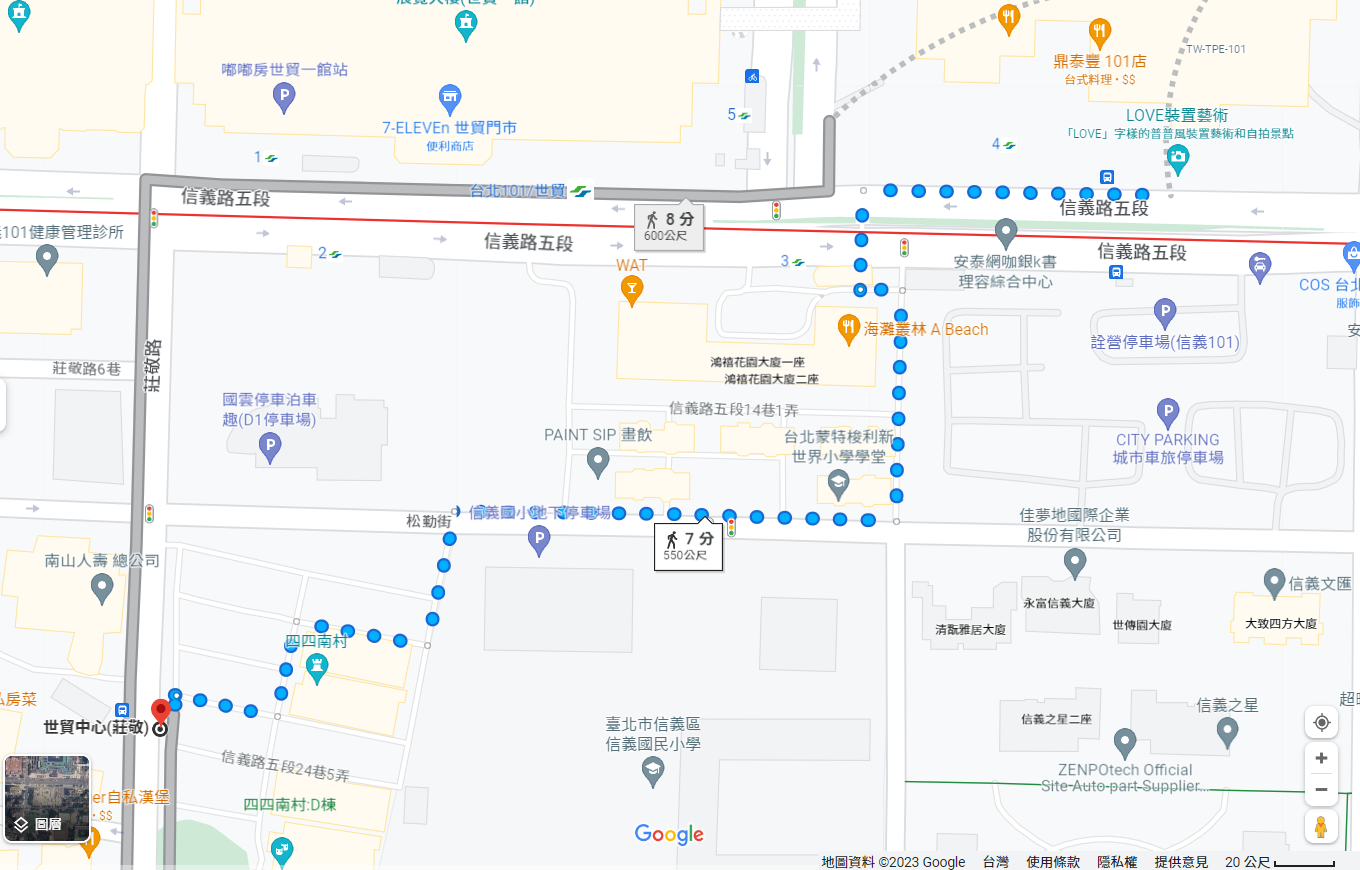 展覽大樓(世貿一館)
TW-TPE-101
鼎泰豐 101店
台式料理・$$
嘟嘟房世貿一館站
P
7-ELEVEn 世貿門市
便利商店
5
LOVE裝置藝術
「LOVE」字樣的普普風裝置藝術和自拍景點
1
4
台北101/世貿
信義路五段
信義路五段
8 分
600公尺
101健康管理診所
信義路五段
信義路五段
2
3
WAT
安泰網咖銀k書
理容綜合中心
COS 台北
服飾
海灘叢林 A Beach
P
詮營停車場(信義101)
安
莊敬路
莊敬路6巷
鴻禧花園大廈一座
鴻禧花園大廈二座
國雲停車泊車
趣(D1停車場)
P
信義路五段14巷1弄
PAINT SIP 畫飲
台北蒙特梭利新
世界小學學堂
P
CITY PARKING
城市車旅停車場
松勤街
信義國小地下停車場
P
7 分
550公尺
佳夢地國際企業
股份有限公司
南山人壽 總公司
信義文匯
清酝雅居大廈
永富信義大廈
世傳園大廈
大致四方大廈
四四南村
私房菜
世貿中心(莊敬)
臺北市信義區
信義國民小學
信義之星二座
信義之星
超
ZENPOtech Official
Site-Auto-part Supplier...
信義路五段24巷5弄
er自私漢堡
・$$
四四南村:D棟
圖層
Google
地圖資料 ©2023 Google 台灣 使用條款 隱私權 提供意見 20 公尺